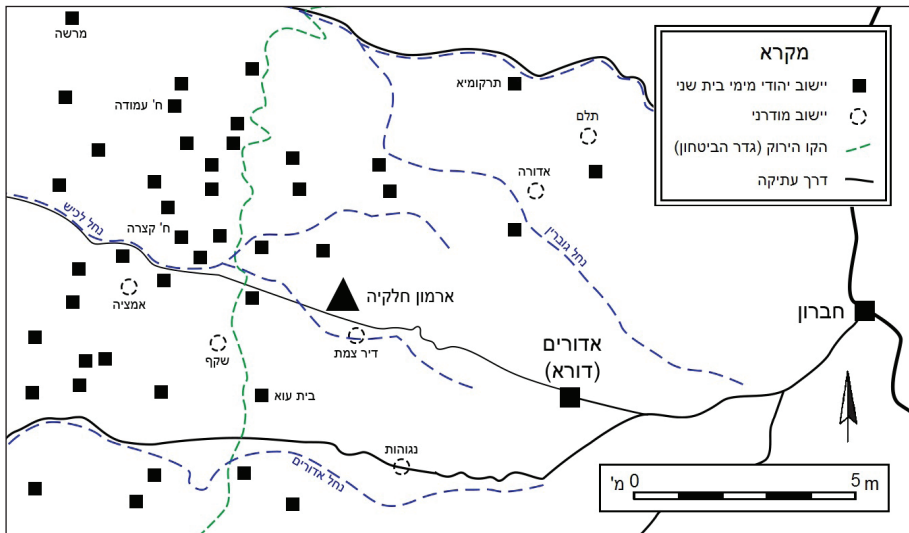 מרשה
ח' עמודה
תרקומיא
תלם
אדורה
נחל גוברין
נחל לכיש
ח' קצרה
אמציה
ארמון חלקיה
דיר צמת
שקף
אדורים
(דורא)
חברון
בית עוא
נגוהות
נחל אדורים
מקרא
יישוב יהודי מימי בית שני
יישוב מודרני
הקו הירוק (גדר הביטחון)
דרך עתיקה
מ' 0 5 m